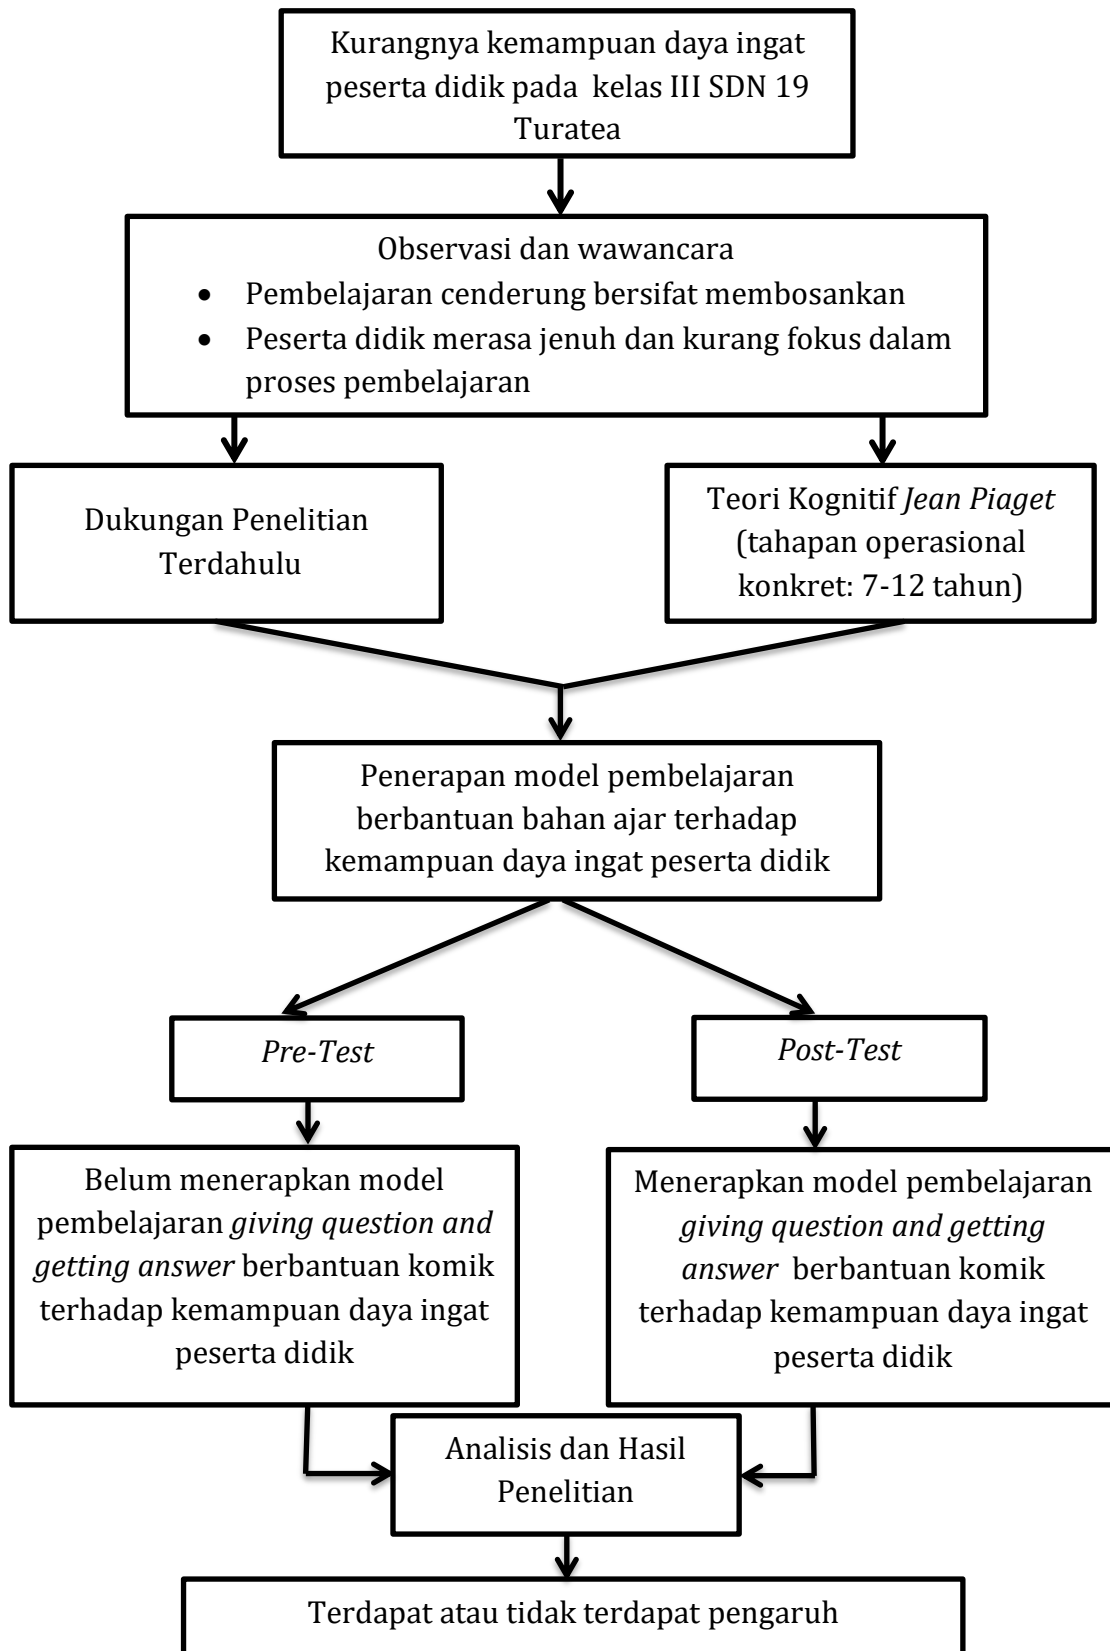 Kurangnya kemampuan daya ingat
peserta didik pada kelas III SDN 19
Turatea
Observasi dan wawancara
• Pembelajaran cenderung bersifat membosankan
• Peserta didik merasa jenuh dan kurang fokus dalam
proses pembelajaran
Dukungan Penelitian
Terdahulu
Teori Kognitif Jean Piaget
(tahapan operasional
konkret: 7-12 tahun)
Penerapan model pembelajaran
berbantuan bahan ajar terhadap
kemampuan daya ingat peserta didik
Pre-Test
Post-Test
Belum menerapkan model
pembelajaran giving question and
getting answer berbantuan komik
terhadap kemampuan daya ingat
peserta didik
Menerapkan model pembelajaran
giving question and getting
answer berbantuan komik
terhadap kemampuan daya ingat
peserta didik
Analisis dan Hasil
Penelitian
Terdapat atau tidak terdapat pengaruh